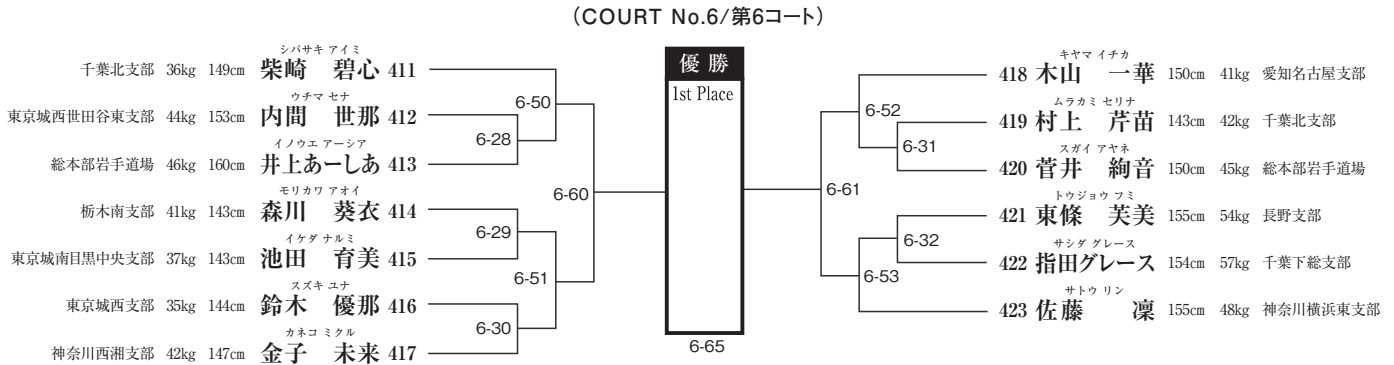 （COURT No.6/第6コート）
シバサキ アイミ
千葉北支部 36kg 149cm 柴崎 碧心 411
ウチマ セナ
東京城西世田谷東支部 44kg 153cm 内間 世那 412
イノウエ アーシア
総本部岩手道場 46kg 160cm 井上あーしあ 413
モリカワ アオイ
栃木南支部 41kg 143cm 森川 葵衣 414
イケダ ナルミ
東京城南目黒中央支部 37kg 143cm 池田 育美 415
スズキ ユナ
東京城西支部 35kg 144cm 鈴木 優那 416
カネコ ミクル
神奈川西湘支部 42kg 147cm 金子 未来 417
6-50
6-28
6-60
6-29
6-51
6-30
優勝
1st Place
6-65
キヤマ イチカ
418 木山 一華 150cm 41kg 愛知名古屋支部
ムラカミ セリナ
419 村上 芹苗 143cm 42kg 千葉北支部
スガイ アヤネ
420 菅井 絢音 150cm 45kg 総本部岩手道場
トウジョウ フミ
421 東條 芙美 155cm 54kg 長野支部
サシダ グレース
422 指田グレース 154cm 57kg 千葉下総支部
サトウ リン
423 佐藤 凜 155cm 48kg 神奈川横浜東支部
6-52
6-31
6-61
6-32
6-53